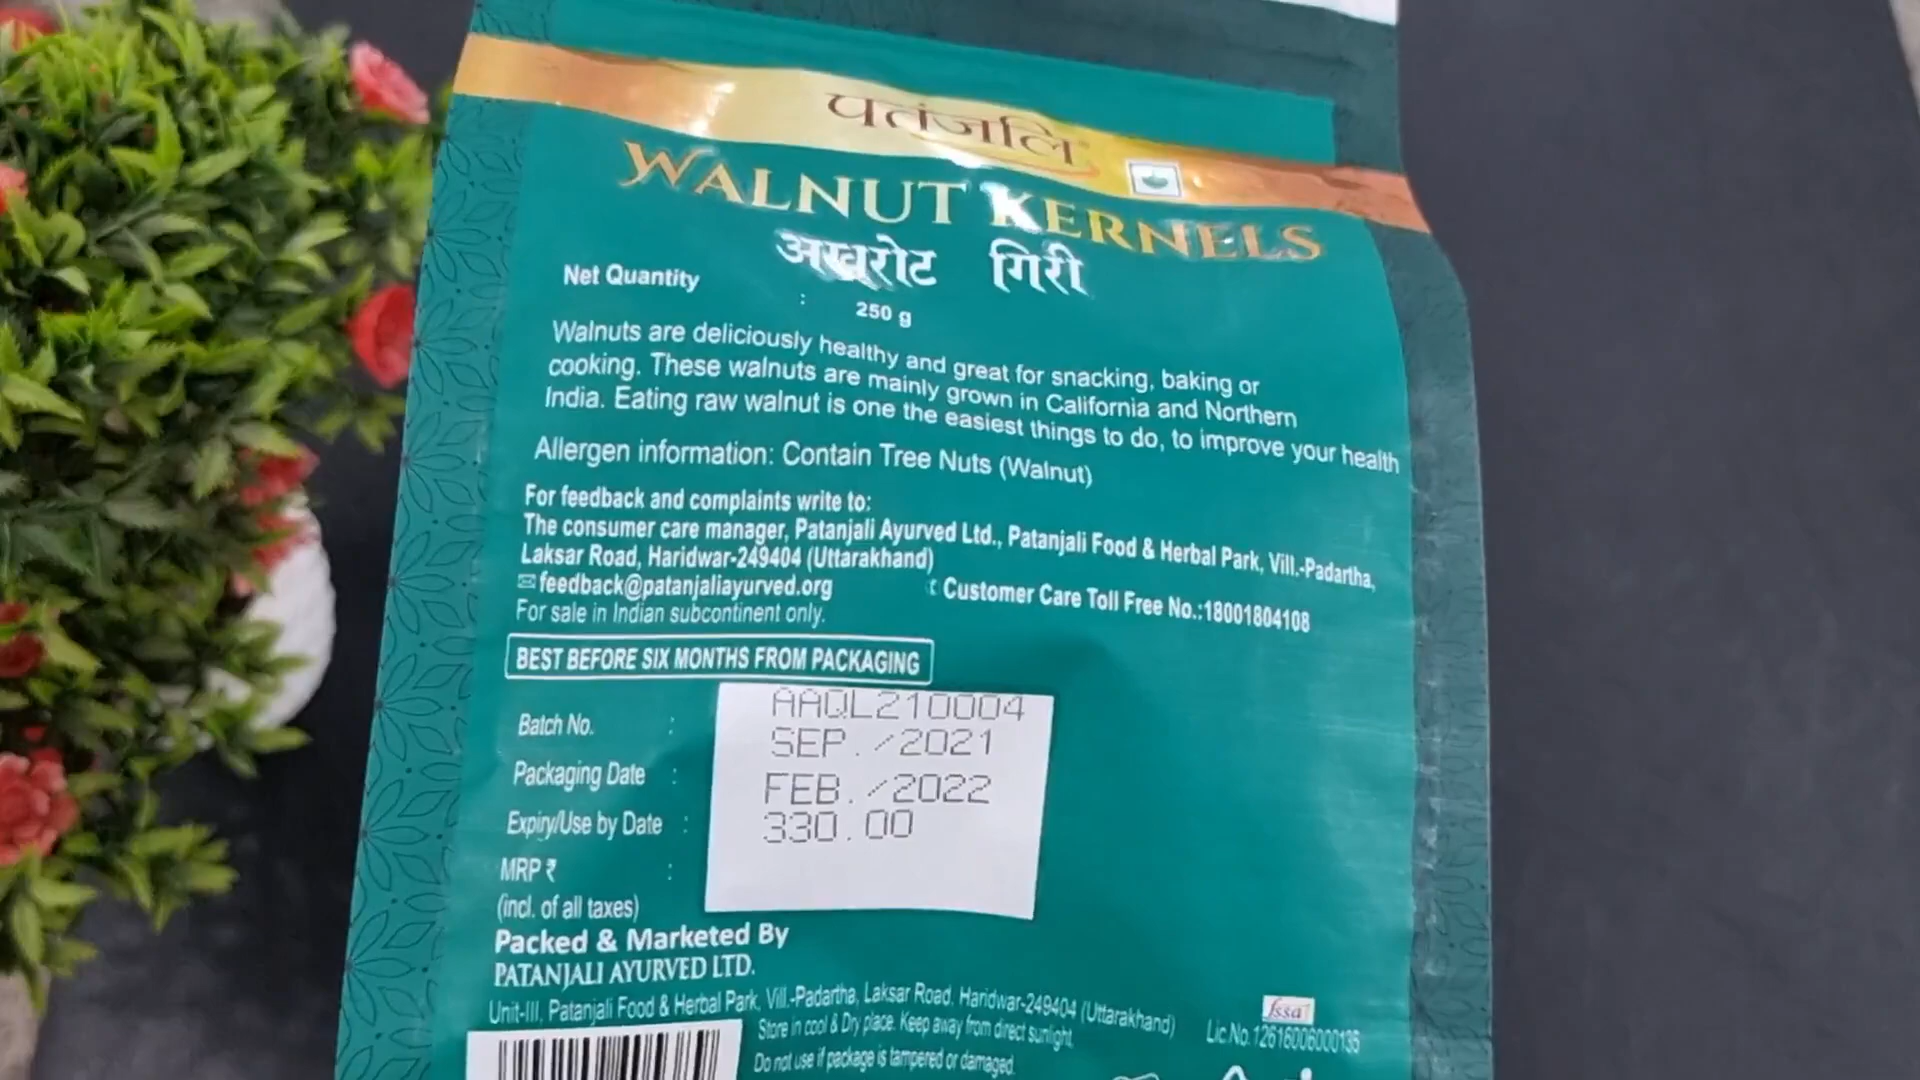 पतंजलि
WALNUT KERNELS
अखरोट गिरी
Net Quantity : 250 g
Walnuts are deliciously healthy and great for snacking, baking or
cooking. These walnuts are mainly grown in California and Northern
India. Eating raw walnut is one the easiest things to do, to improve your health
Allergen information: Contain Tree Nuts (Walnut)
For feedback and complaints write to:
The consumer care manager, Patanjali Ayurved Ltd., Patanjali Food & Herbal Park, Vill.-Padartha,
Laksar Road, Haridwar-249404 (Uttarakhand)
feedback@patanjaliayurved.org Customer Care Toll Free No.:18001804108
For sale in Indian subcontinent only.
BEST BEFORE SIX MONTHS FROM PACKAGING
Batch No. : AAQL210004
Packaging Date : SEP./2021
Expiry/Use by Date : FEB./2022
MRP ₹ : 330.00
(incl. of all taxes)
Packed & Marketed By
PATANJALI AYURVED LTD.
Unit-III, Patanjali Food & Herbal Park, Vill.-Padartha, Laksar Road, Haridwar-249404 (Uttarakhand)
Store in cool & Dry place. Keep away from direct sunlight.
Do not use if package is tampered or damaged.
fssai
Lic No. 12616006000135